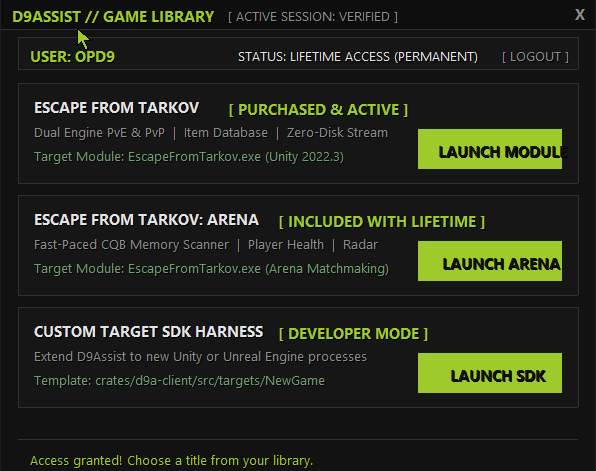 D9ASSIST // GAME LIBRARY [ ACTIVE SESSION: VERIFIED ] X
USER: OPD9 STATUS: LIFETIME ACCESS (PERMANENT) [ LOGOUT ]
ESCAPE FROM TARKOV [ PURCHASED & ACTIVE ]
Dual Engine PvE & PvP | Item Database | Zero-Disk Stream
Target Module: EscapeFromTarkov.exe (Unity 2022.3)
LAUNCH MODULE
ESCAPE FROM TARKOV: ARENA [ INCLUDED WITH LIFETIME ]
Fast-Paced CQB Memory Scanner | Player Health | Radar
Target Module: EscapeFromTarkov.exe (Arena Matchmaking)
LAUNCH ARENA
CUSTOM TARGET SDK HARNESS [ DEVELOPER MODE ]
Extend D9Assist to new Unity or Unreal Engine processes
Template: crates/d9a-client/src/targets/NewGame
LAUNCH SDK
Access granted! Choose a title from your library.